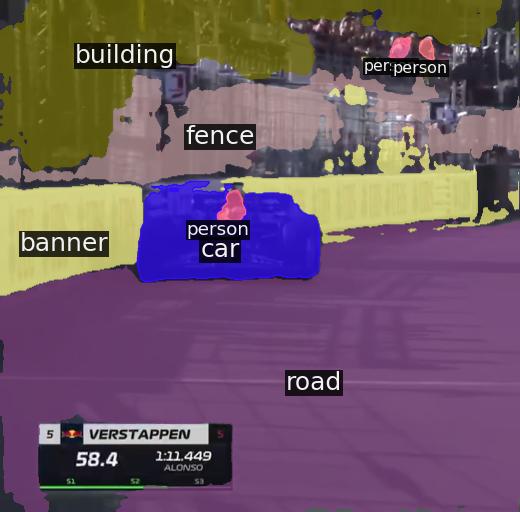 building
person
person
fence
person
banner
car
road
5 VERSTAPPEN 5
58.4 1:11.449
ALONSO
S1 S2 S3